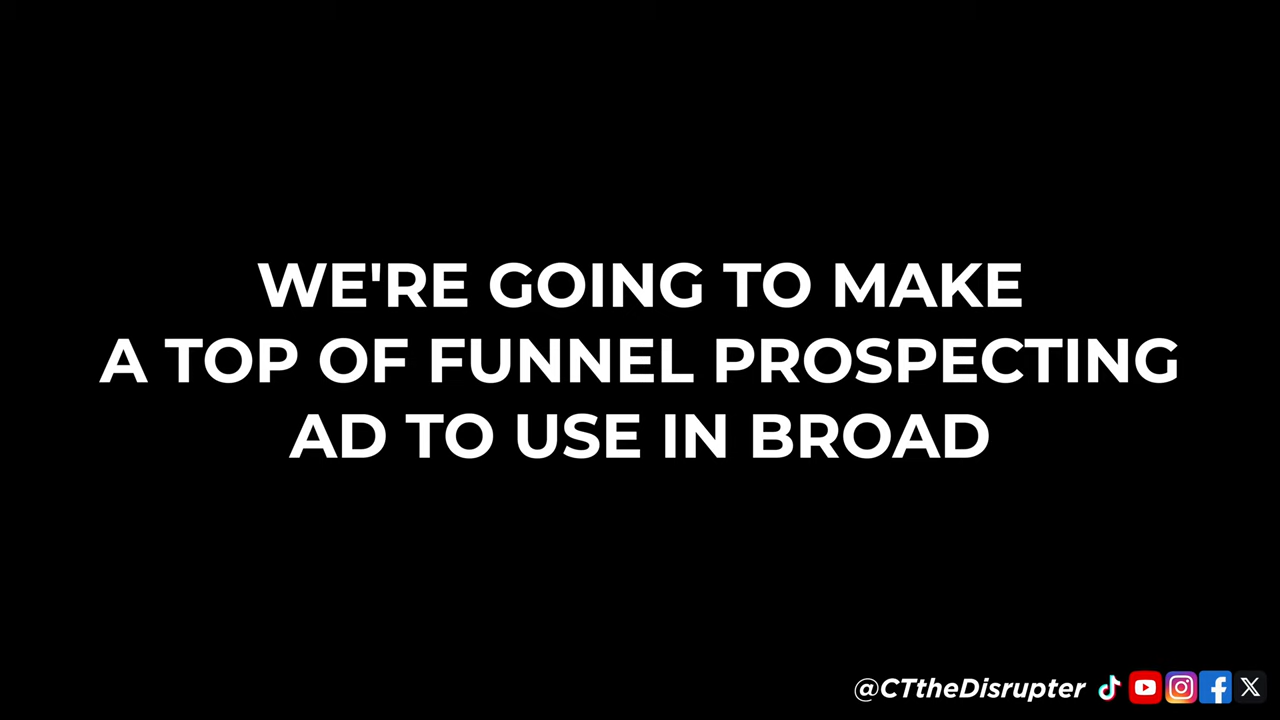 WE'RE GOING TO MAKE
A TOP OF FUNNEL PROSPECTING
AD TO USE IN BROAD
@CTtheDisrupter